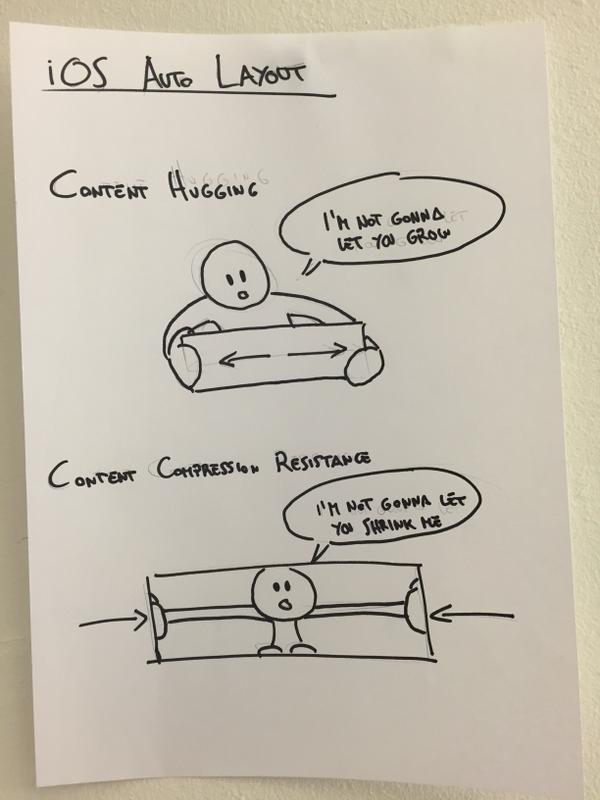 iOS AUTO LAYOUT
CONTENT HUGGING
I'M NOT GONNA
LET YOU GROW
CONTENT COMPRESSION RESISTANCE
I'M NOT GONNA LET
YOU SHRINK ME